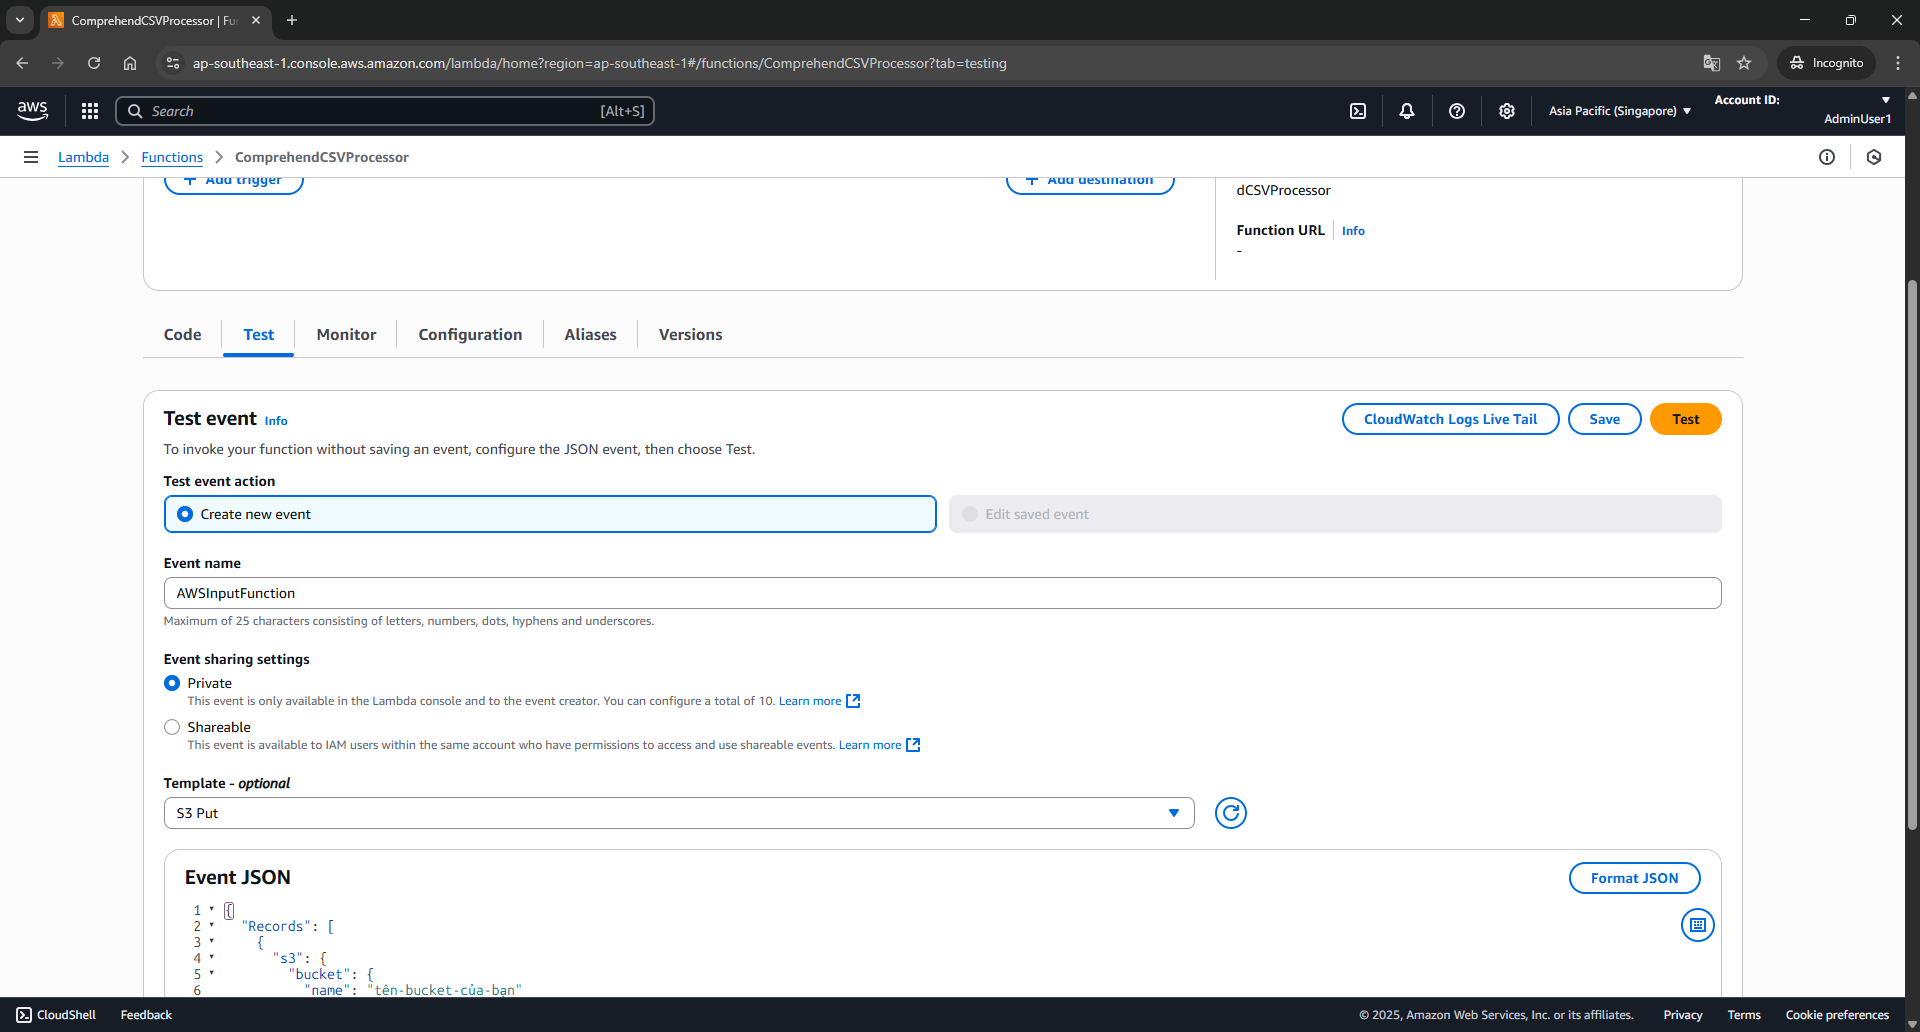 ComprehendCSVProcessor | Fu
ap-southeast-1.console.aws.amazon.com/lambda/home?region=ap-southeast-1#/functions/ComprehendCSVProcessor?tab=testing
Incognito
aws
Search
[Alt+S]
Asia Pacific (Singapore)
Account ID:
AdminUser1
Lambda
Functions
ComprehendCSVProcessor
Add trigger
Add destination
dCSVProcessor
Function URL
Info
-
Code
Test
Monitor
Configuration
Aliases
Versions
Test event Info
CloudWatch Logs Live Tail
Save
Test
To invoke your function without saving an event, configure the JSON event, then choose Test.
Test event action
Create new event
Edit saved event
Event name
AWSInputFunction
Maximum of 25 characters consisting of letters, numbers, dots, hyphens and underscores.
Event sharing settings
Private
This event is only available in the Lambda console and to the event creator. You can configure a total of 10. Learn more
Shareable
This event is available to IAM users within the same account who have permissions to access and use shareable events. Learn more
Template - optional
S3 Put
Event JSON
Format JSON
1 {
2 "Records": [
3 {
4 "s3": {
5 "bucket": {
6 "name": "tên-bucket-của-bạn"
CloudShell
Feedback
© 2025, Amazon Web Services, Inc. or its affiliates.
Privacy
Terms
Cookie preferences